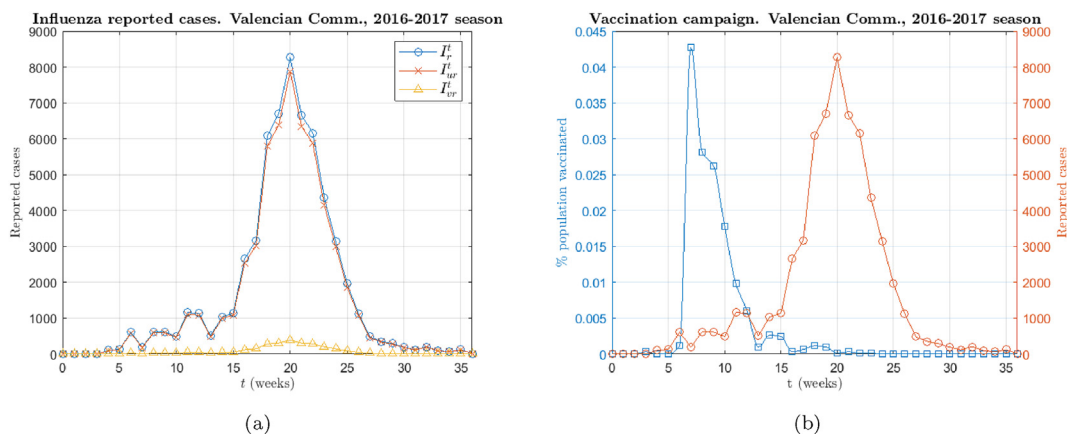 Influenza reported cases. Valencian Comm., 2016-2017 season
9000
8000
7000
6000
5000
4000
3000
2000
1000
0
Reported cases
0 5 10 15 20 25 30 35
t (weeks)
I_r^t
I_ur^t
I_vr^t
(a)
Vaccination campaign. Valencian Comm., 2016-2017 season
0.045
0.04
0.035
0.03
0.025
0.02
0.015
0.01
0.005
0
% population vaccinated
9000
8000
7000
6000
5000
4000
3000
2000
1000
0
Reported cases
0 5 10 15 20 25 30 35
t (weeks)
(b)